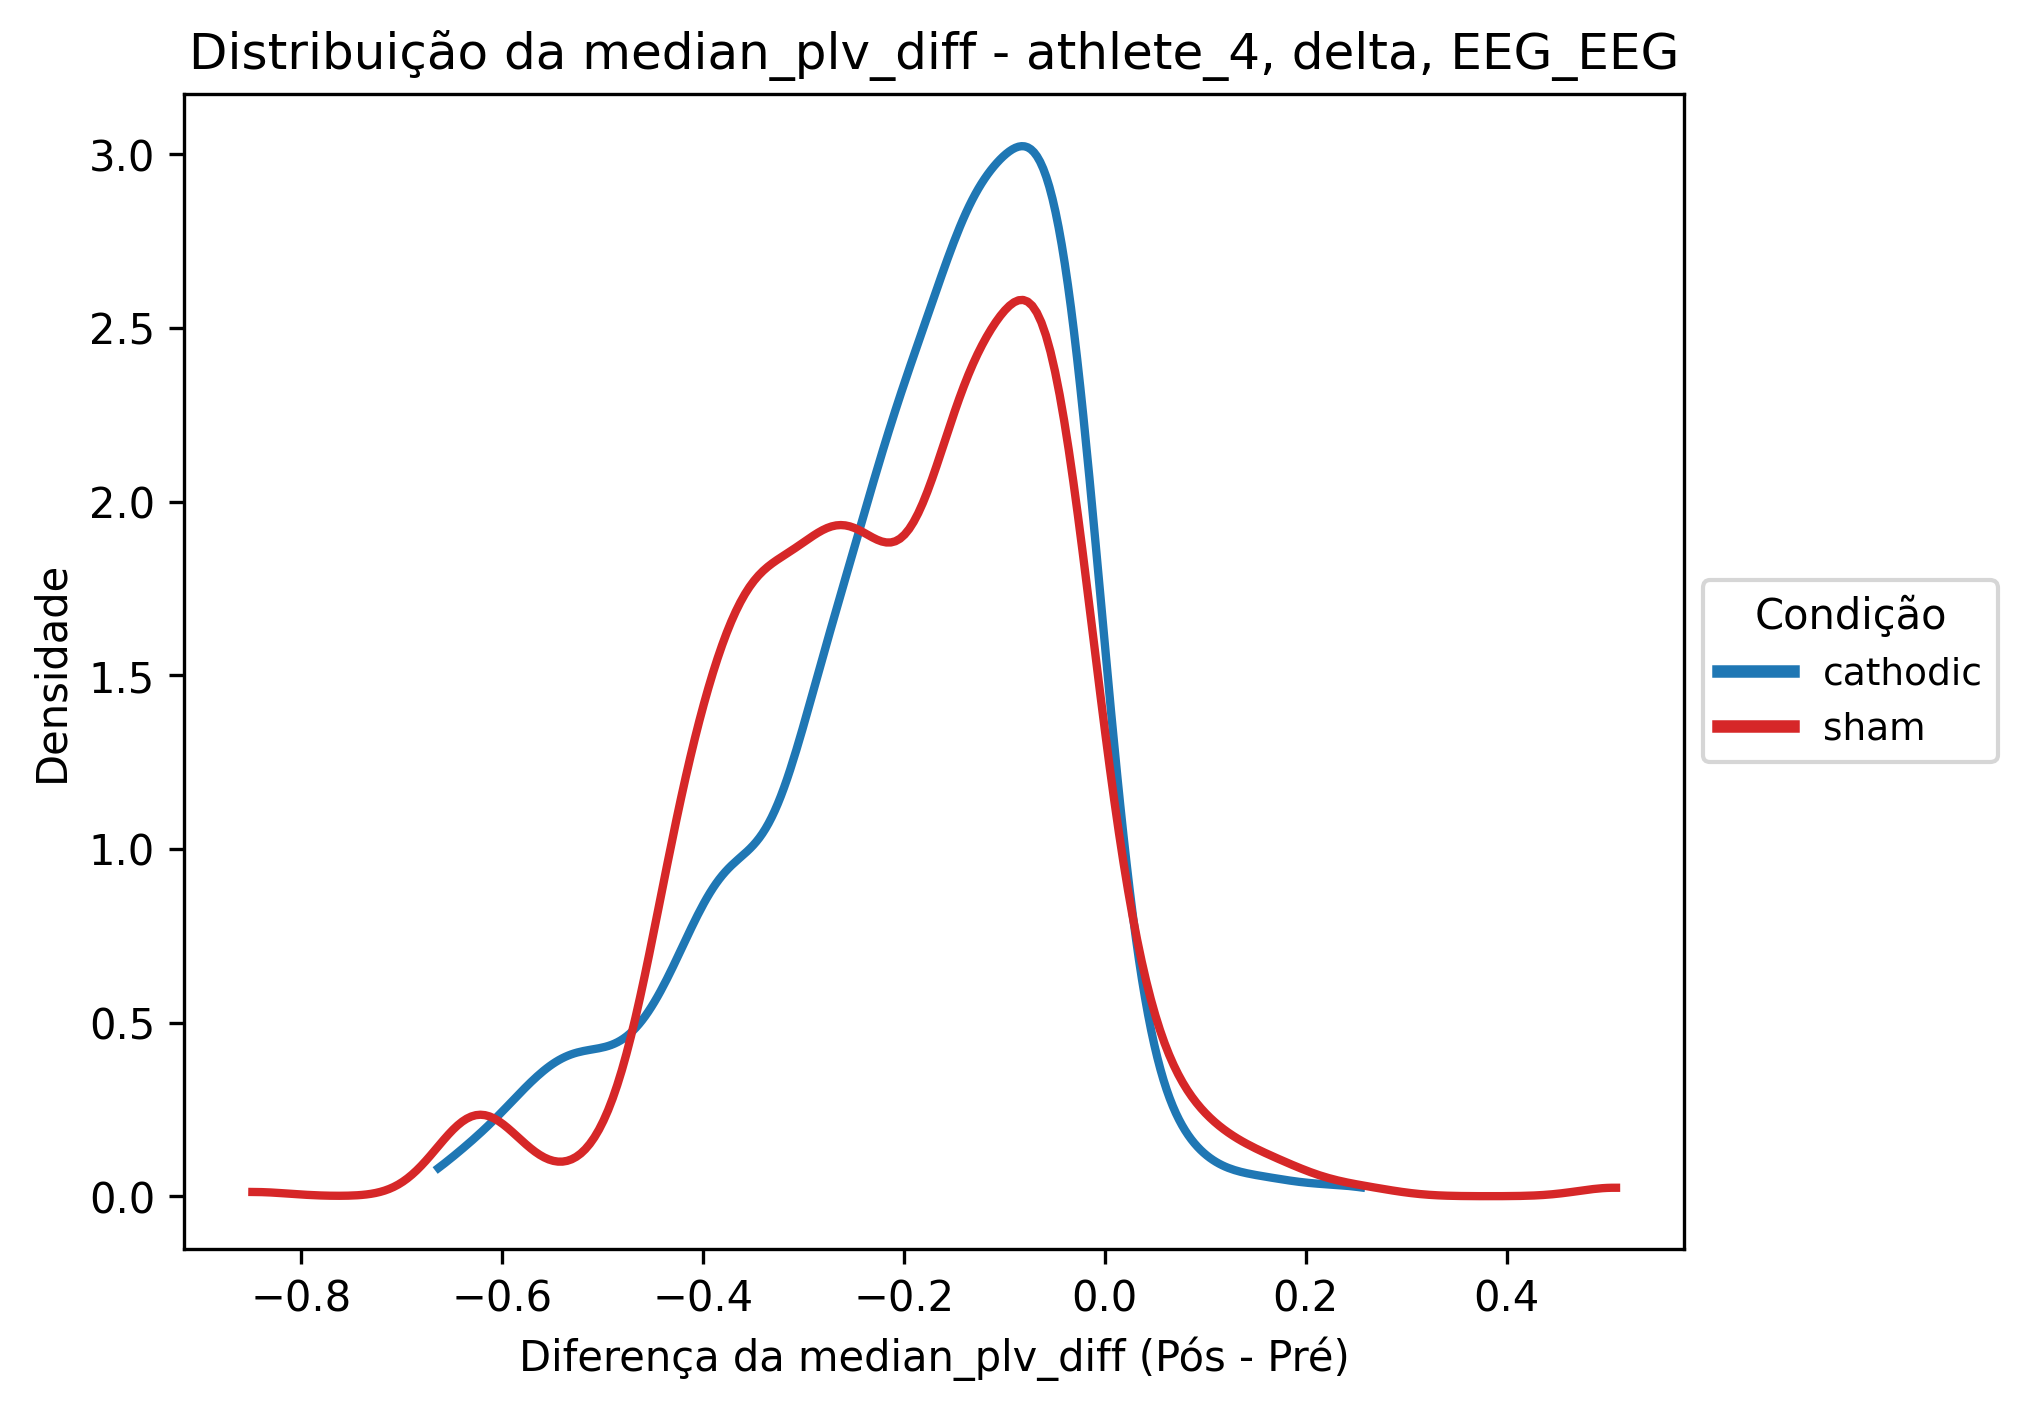 Distribuição da median_plv_diff - athlete_4, delta, EEG_EEG
3.0
2.5
2.0
1.5
1.0
0.5
0.0
Densidade
−0.8
−0.6
−0.4
−0.2
0.0
0.2
0.4
Diferença da median_plv_diff (Pós - Pré)
Condição
cathodic
sham